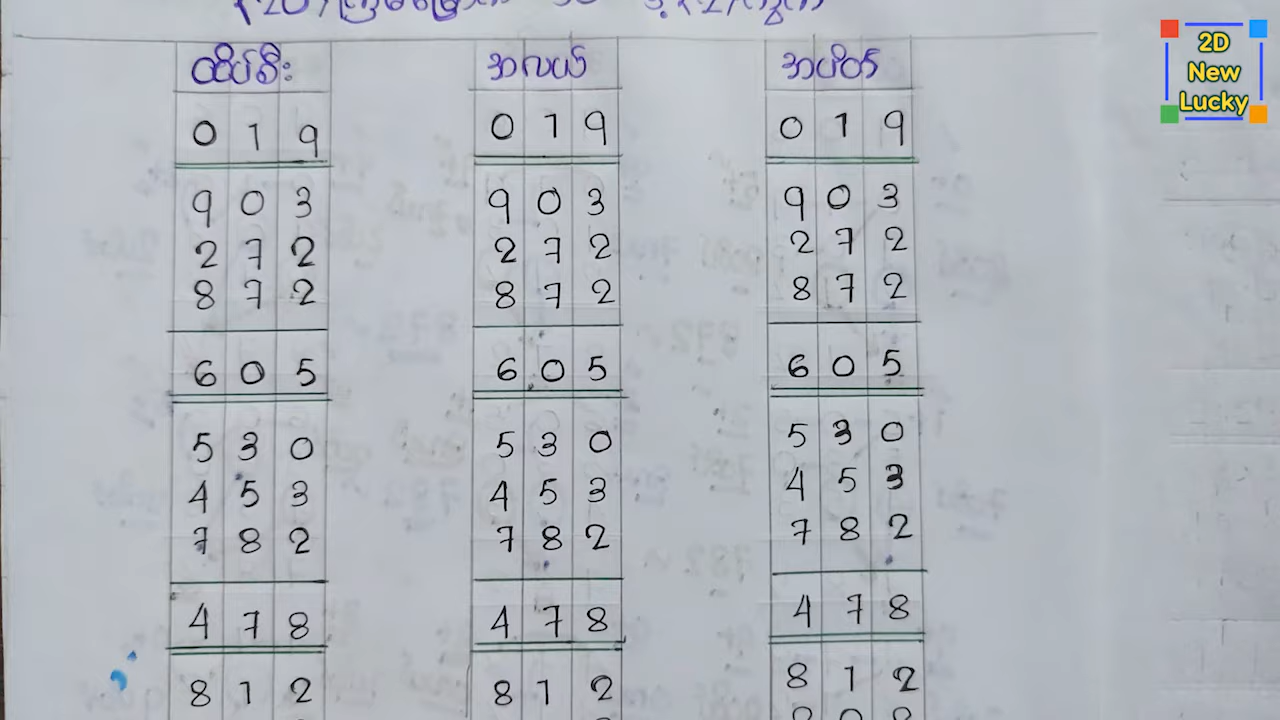 ထိပ်စီး အလယ် အပိတ်
0 1 9 0 1 9 0 1 9
9 0 3 9 0 3 9 0 3
2 7 2 2 7 2 2 7 2
8 7 2 8 7 2 8 7 2
6 0 5 6 0 5 6 0 5
5 3 0 5 3 0 5 3 0
4 5 3 4 5 3 4 5 3
7 8 2 7 8 2 7 8 2
4 7 8 4 7 8 4 7 8
8 1 2 8 1 2 8 1 2
2D
New
Lucky